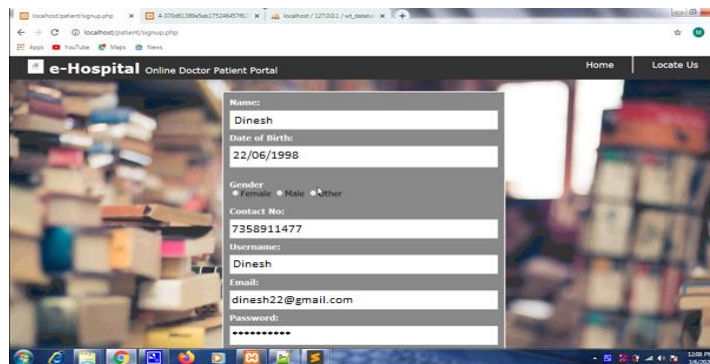 localhost/patient/signup.php
localhost / 127.0.0.1 / wt_databa
localhost/patient/signup.php
Apps YouTube Maps News
e-Hospital Online Doctor Patient Portal
Home
Locate Us
Name:
Dinesh
Date of Birth:
22/06/1998
Gender
Female Male Other
Contact No:
7358911477
Username:
Dinesh
Email:
dinesh22@gmail.com
Password:
••••••••••